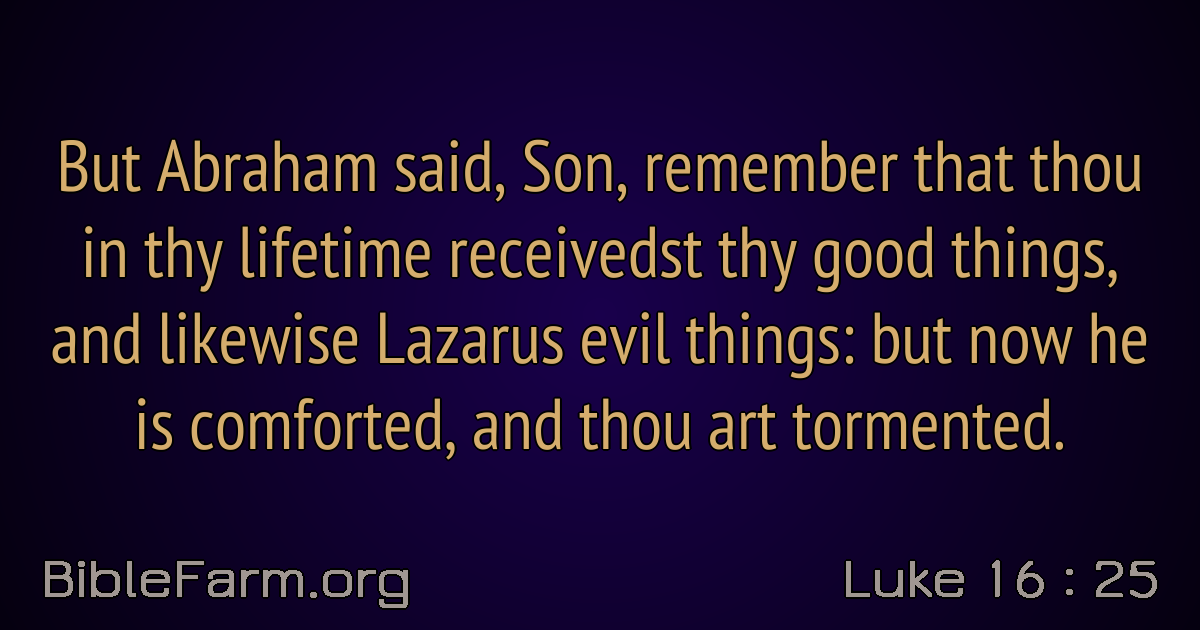 But Abraham said, Son, remember that thou
in thy lifetime receivedst thy good things,
and likewise Lazarus evil things: but now he
is comforted, and thou art tormented.
BibleFarm.org
Luke 16 : 25